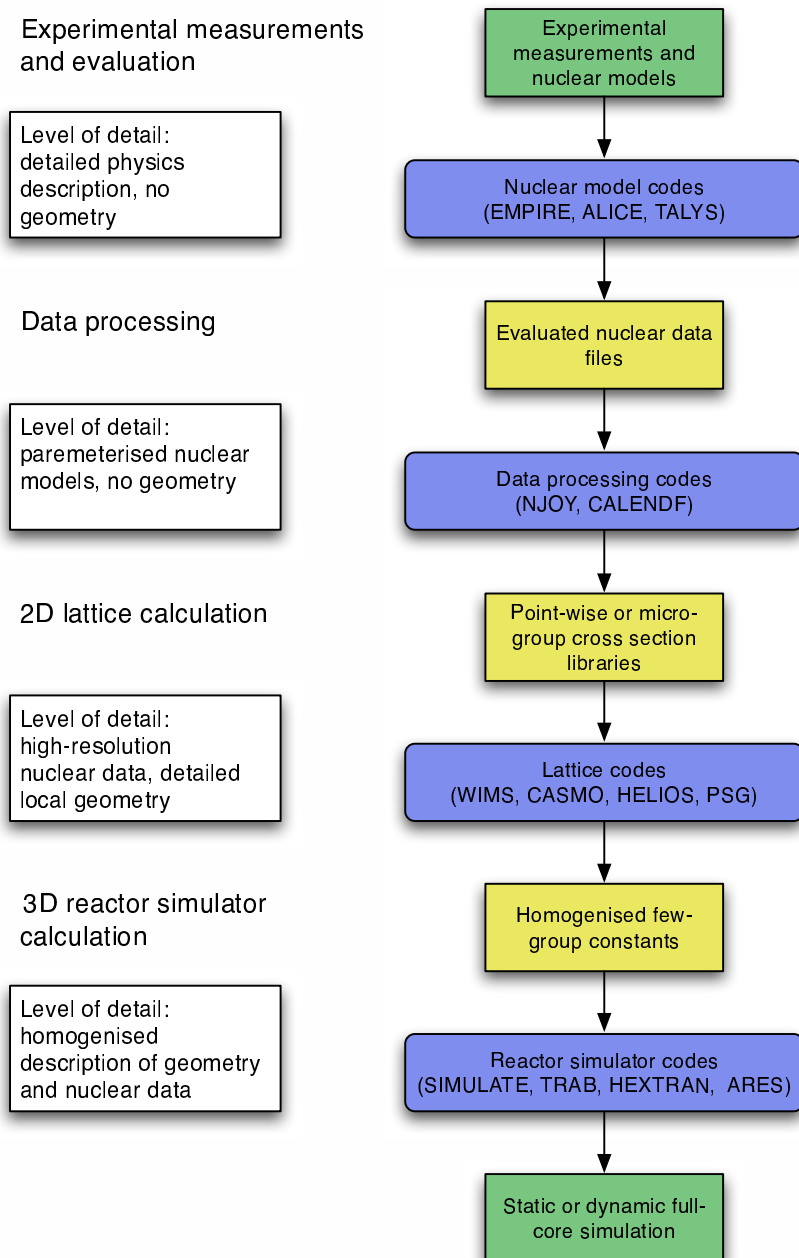 Experimental measurements
and evaluation
Experimental
measurements and
nuclear models
Level of detail:
detailed physics
description, no
geometry
Nuclear model codes
(EMPIRE, ALICE, TALYS)
Data processing
Evaluated nuclear data
files
Level of detail:
paremeterised nuclear
models, no geometry
Data processing codes
(NJOY, CALENDF)
2D lattice calculation
Point-wise or micro-
group cross section
libraries
Level of detail:
high-resolution
nuclear data, detailed
local geometry
Lattice codes
(WIMS, CASMO, HELIOS, PSG)
3D reactor simulator
calculation
Homogenised few-
group constants
Level of detail:
homogenised
description of geometry
and nuclear data
Reactor simulator codes
(SIMULATE, TRAB, HEXTRAN, ARES)
Static or dynamic full-
core simulation